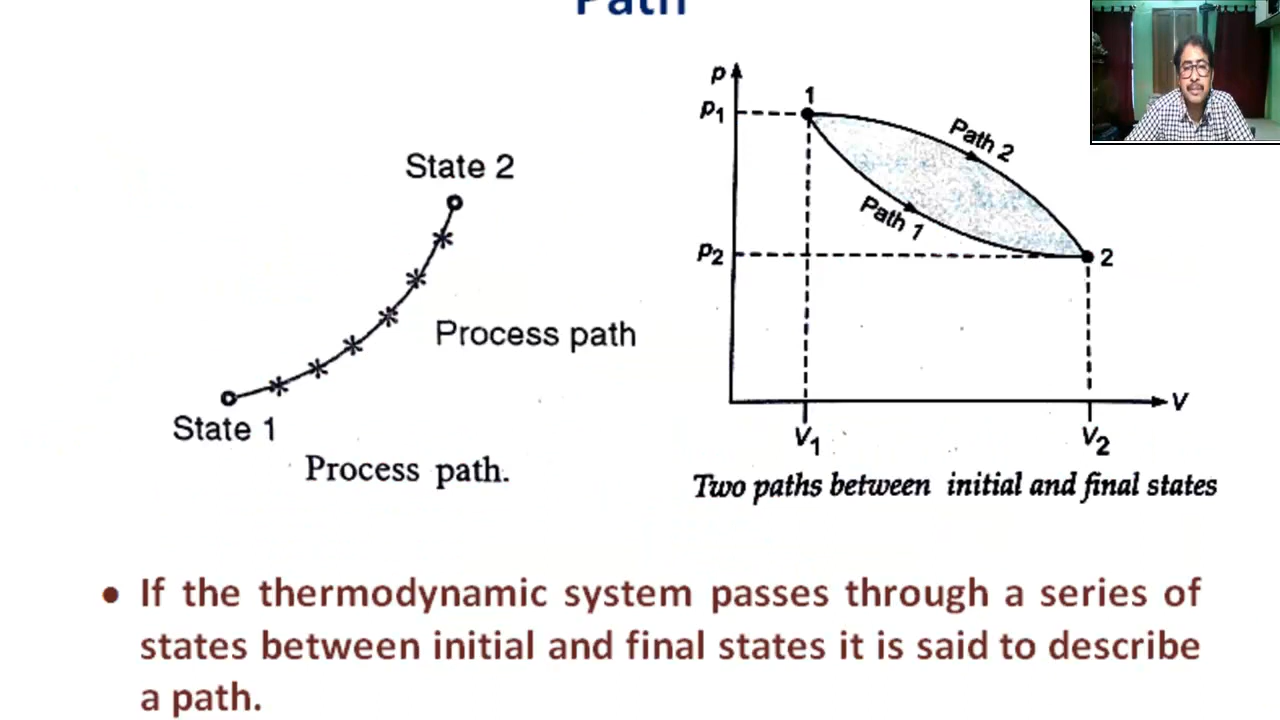 Path
State 2
Process path
State 1
Process path.
p
1
p1
Path 2
Path 1
p2
2
V
V1
V2
Two paths between initial and final states
• If the thermodynamic system passes through a series of
states between initial and final states it is said to describe
a path.